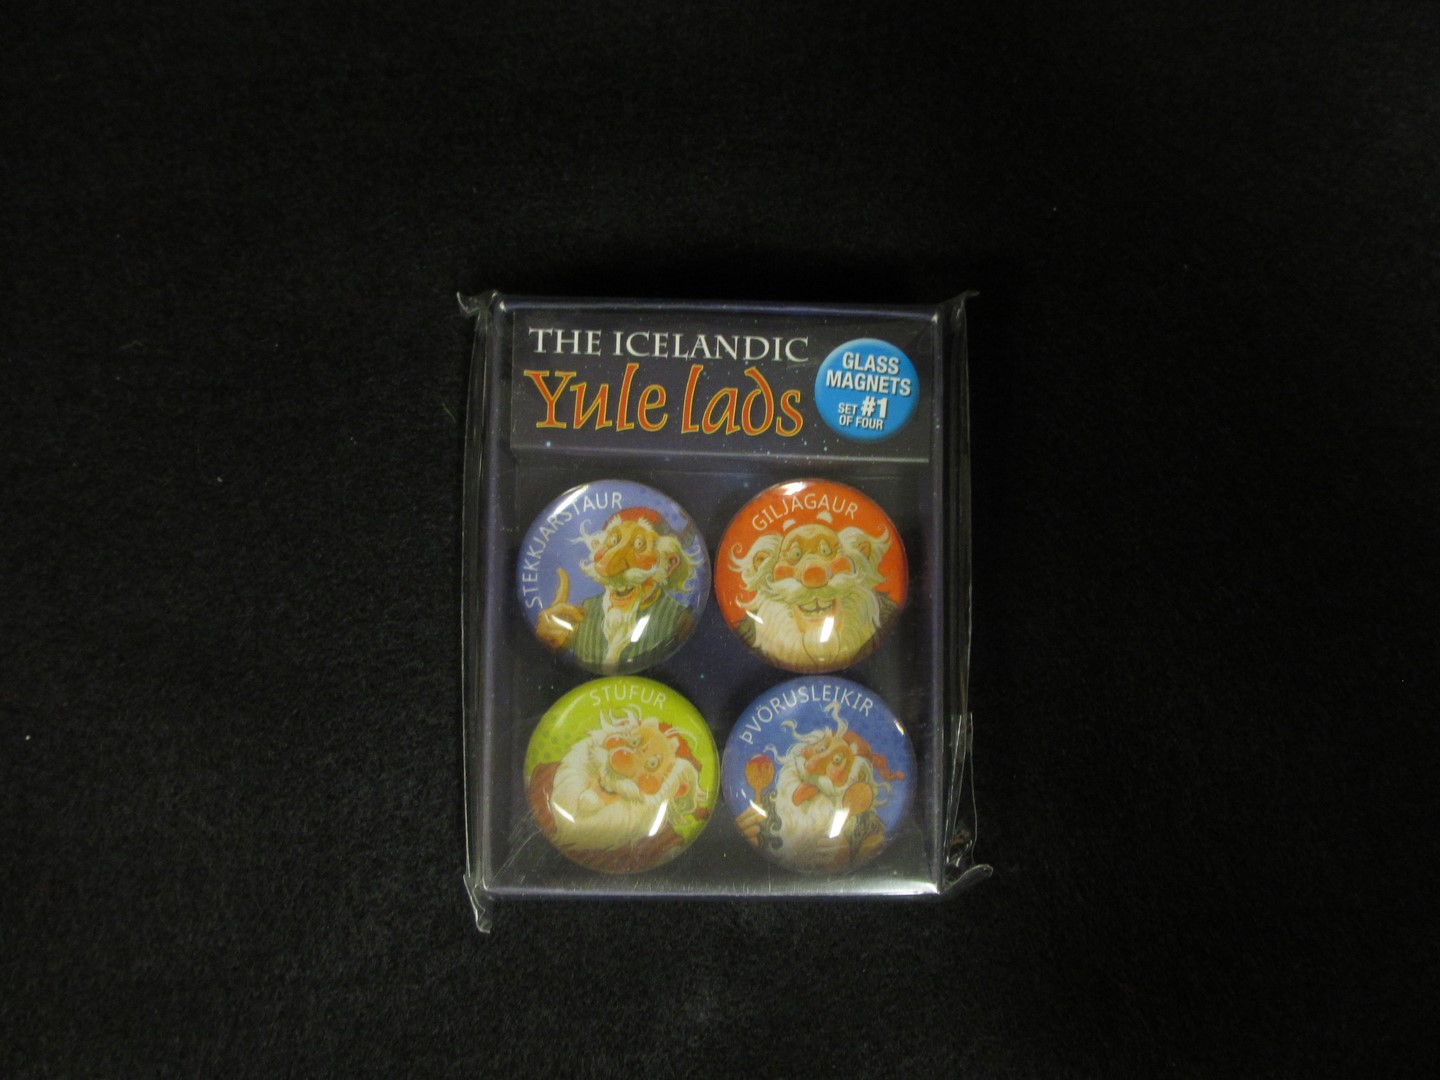 THE ICELANDIC
Yule lads
GLASS
MAGNETS
SET #1
OF FOUR
STEKKJARSTAUR
GILJAGAUR
STÚFUR
ÞVÖRUSLEIKIR